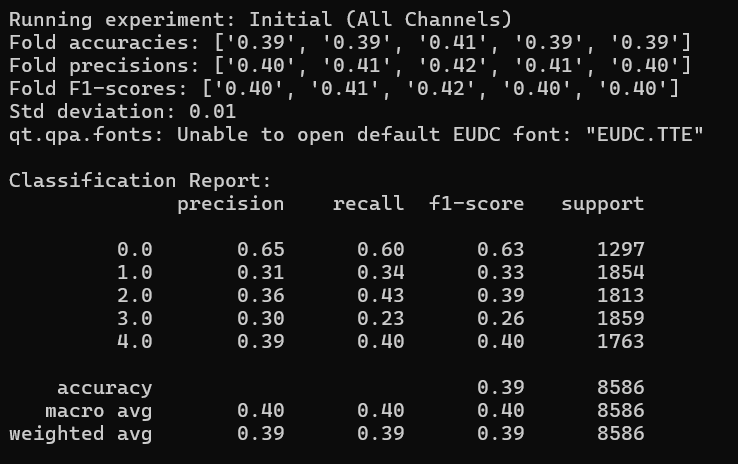 Running experiment: Initial (All Channels)
Fold accuracies: ['0.39', '0.39', '0.41', '0.39', '0.39']
Fold precisions: ['0.40', '0.41', '0.42', '0.41', '0.40']
Fold F1-scores: ['0.40', '0.41', '0.42', '0.40', '0.40']
Std deviation: 0.01
qt.qpa.fonts: Unable to open default EUDC font: "EUDC.TTE"
Classification Report:
              precision    recall  f1-score   support
         0.0       0.65      0.60      0.63      1297
         1.0       0.31      0.34      0.33      1854
         2.0       0.36      0.43      0.39      1813
         3.0       0.30      0.23      0.26      1859
         4.0       0.39      0.40      0.40      1763
    accuracy                           0.39      8586
   macro avg       0.40      0.40      0.40      8586
weighted avg       0.39      0.39      0.39      8586